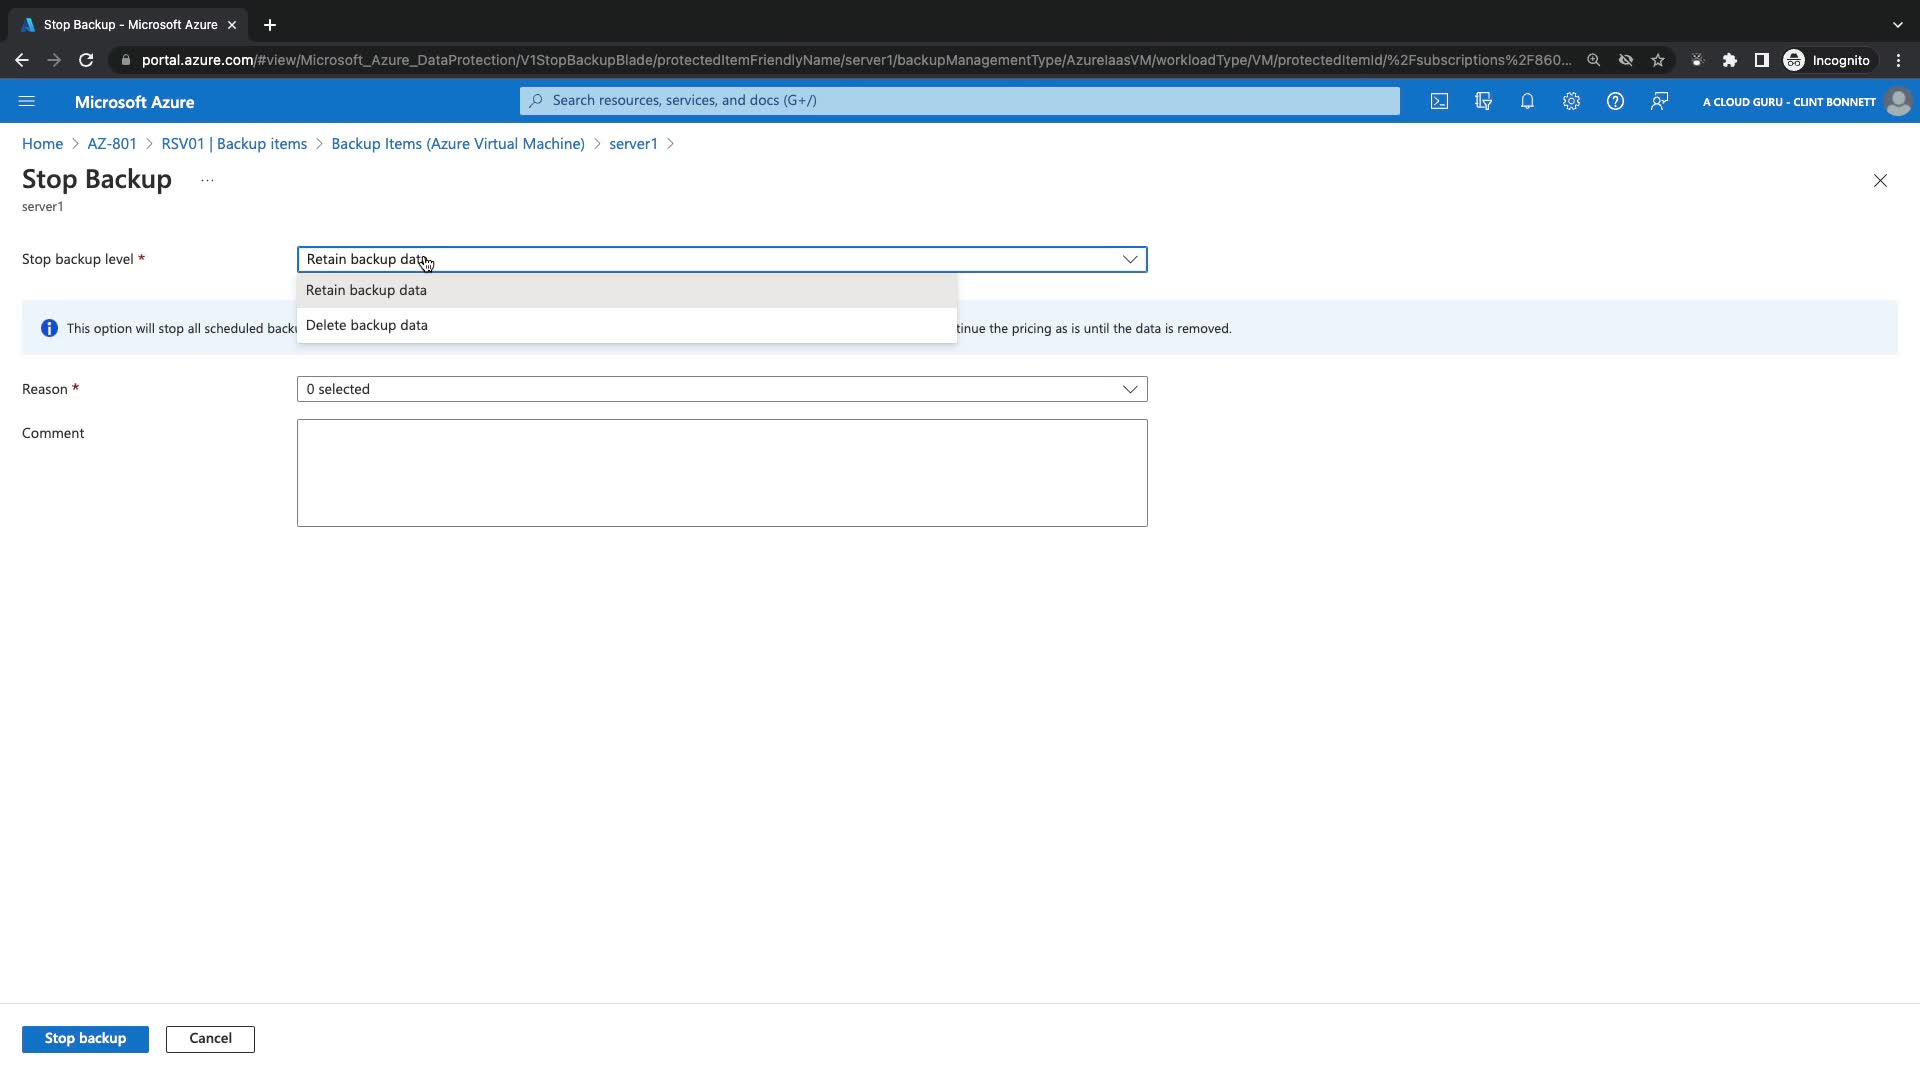 Stop Backup - Microsoft Azure
portal.azure.com/#view/Microsoft_Azure_DataProtection/V1StopBackupBlade/protectedItemFriendlyName/server1/backupManagementType/AzureIaasVM/workloadType/VM/protectedItemId/%2Fsubscriptions%2F860...
Incognito
Microsoft Azure
Search resources, services, and docs (G+/)
A CLOUD GURU - CLINT BONNETT
Home > AZ-801 > RSV01 | Backup items > Backup Items (Azure Virtual Machine) > server1 >
Stop Backup ...
server1
Stop backup level *
Retain backup data
Retain backup data
Delete backup data
This option will stop all scheduled backu
tinue the pricing as is until the data is removed.
Reason *
0 selected
Comment
Stop backup
Cancel